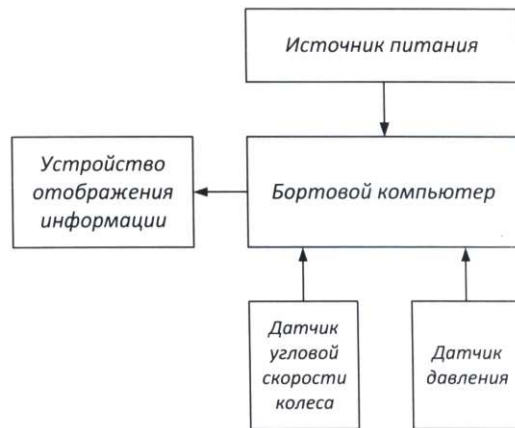 Источник питания
Устройство
отображения
информации
Бортовой компьютер
Датчик
угловой
скорости
колеса
Датчик
давления